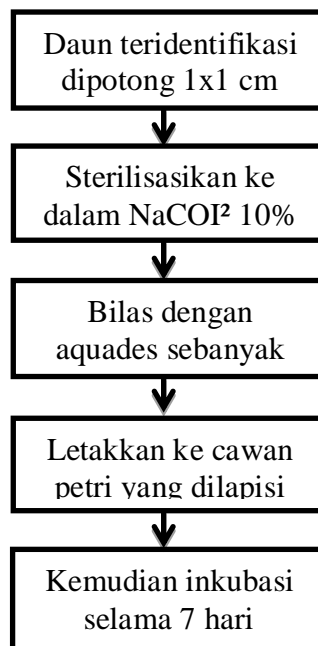 Daun teridentifikasi
dipotong 1x1 cm
Sterilisasikan ke
dalam NaCOI² 10%
Bilas dengan
aquades sebanyak
Letakkan ke cawan
petri yang dilapisi
Kemudian inkubasi
selama 7 hari